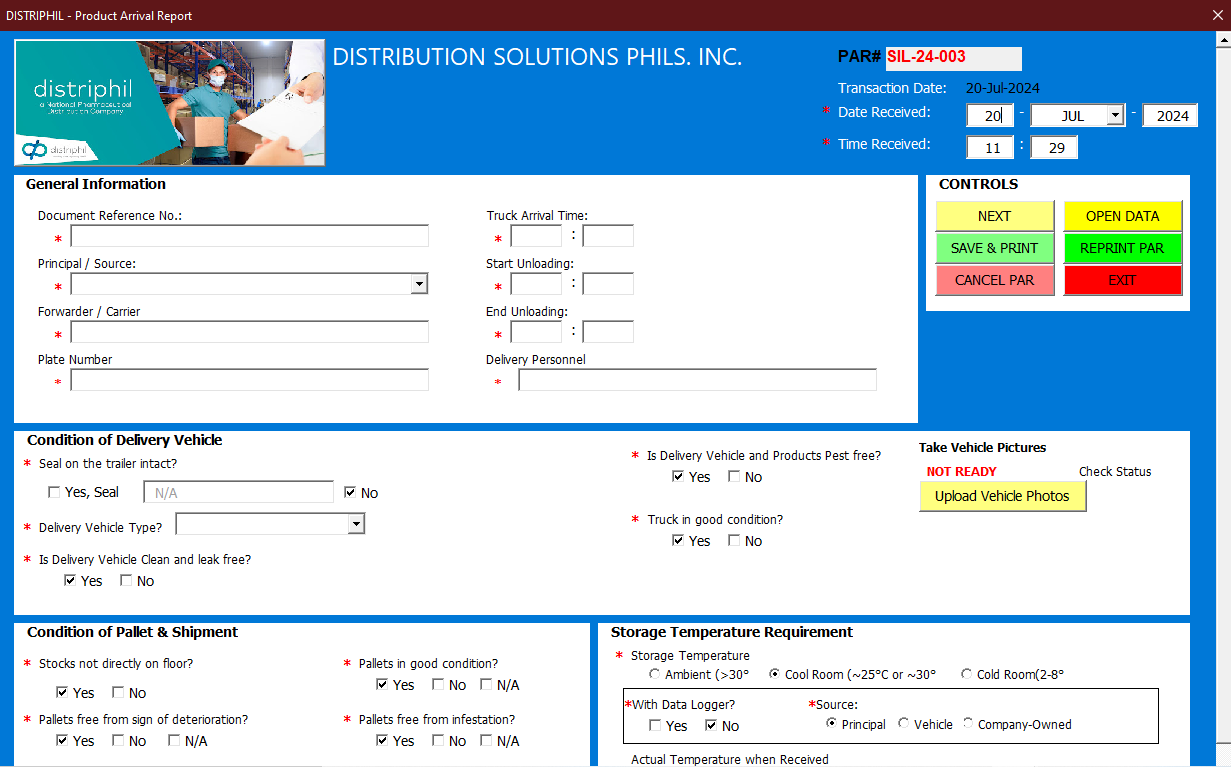 DISTRIPHIL - Product Arrival Report
distriphil
a National Pharmaceutical
Distribution Company
distriphil
DISTRIBUTION SOLUTIONS PHILS. INC.
PAR# SIL-24-003
Transaction Date: 20-Jul-2024
* Date Received: 20 - JUL - 2024
* Time Received: 11 : 29
General Information
Document Reference No.:
*
Principal / Source:
*
Forwarder / Carrier
*
Plate Number
*
Truck Arrival Time:
* :
Start Unloading:
* :
End Unloading:
* :
Delivery Personnel
*
CONTROLS
NEXT OPEN DATA
SAVE & PRINT REPRINT PAR
CANCEL PAR EXIT
Condition of Delivery Vehicle
* Seal on the trailer intact?
Yes, Seal N/A No
* Delivery Vehicle Type?
* Is Delivery Vehicle Clean and leak free?
Yes No
* Is Delivery Vehicle and Products Pest free?
Yes No
* Truck in good condition?
Yes No
Take Vehicle Pictures
NOT READY Check Status
Upload Vehicle Photos
Condition of Pallet & Shipment
* Stocks not directly on floor?
Yes No
* Pallets in good condition?
Yes No N/A
* Pallets free from sign of deterioration?
Yes No N/A
* Pallets free from infestation?
Yes No N/A
Storage Temperature Requirement
* Storage Temperature
Ambient (>30° Cool Room (~25°C or ~30° Cold Room(2-8°
*With Data Logger?
Yes No
*Source:
Principal Vehicle Company-Owned
Actual Temperature when Received